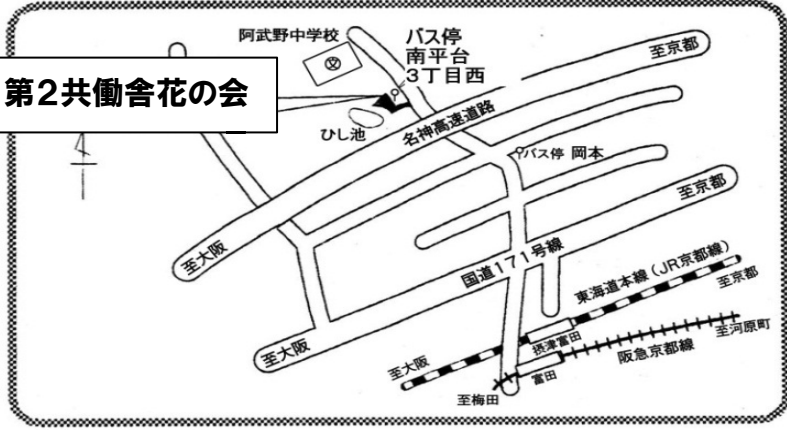 阿武野中学校
バス停
南平台
3丁目西
至京都
第2共働舎花の会
文
ひし池
名神高速道路
バス停 岡本
至京都
至大阪
国道171号線
東海道本線(JR京都線)
至京都
至大阪
摂津富田
至河原町
至大阪
阪急京都線
富田
至梅田